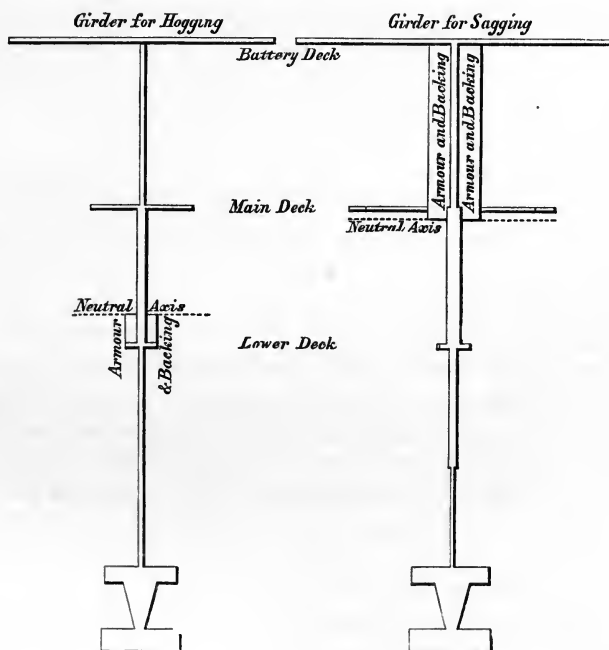 Girder for Hogging
Girder for Sagging
Battery Deck
Armour and Backing
Armour and Backing
Main Deck
Neutral Axis
Neutral Axis
Armour
& Backing
Lower Deck